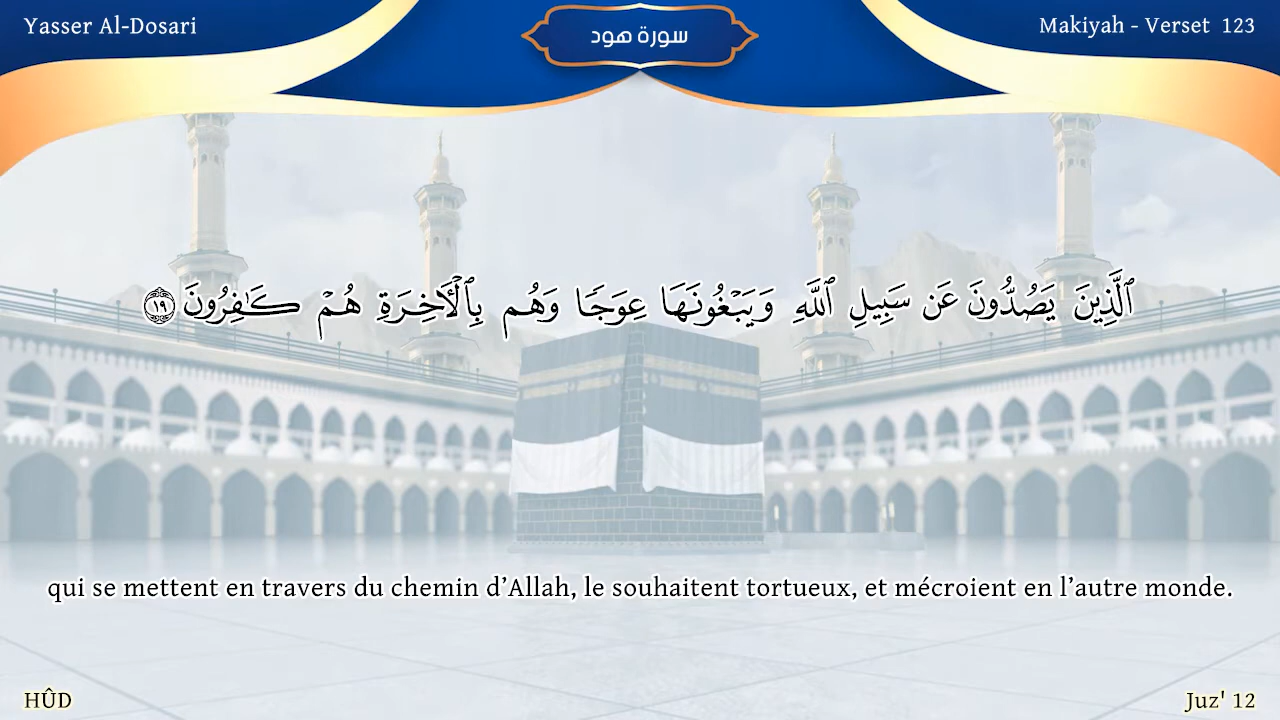 Yasser Al-Dosari
سورة هود
Makiyah - Verset 123
ٱلَّذِينَ يَصُدُّونَ عَن سَبِيلِ ٱللَّهِ وَيَبْغُونَهَا عِوَجًا وَهُم بِٱلْأَخِرَةِ هُمْ كَـٰفِرُونَ ١٩
qui se mettent en travers du chemin d’Allah, le souhaitent tortueux, et mécroient en l’autre monde.
HÛD
Juz' 12